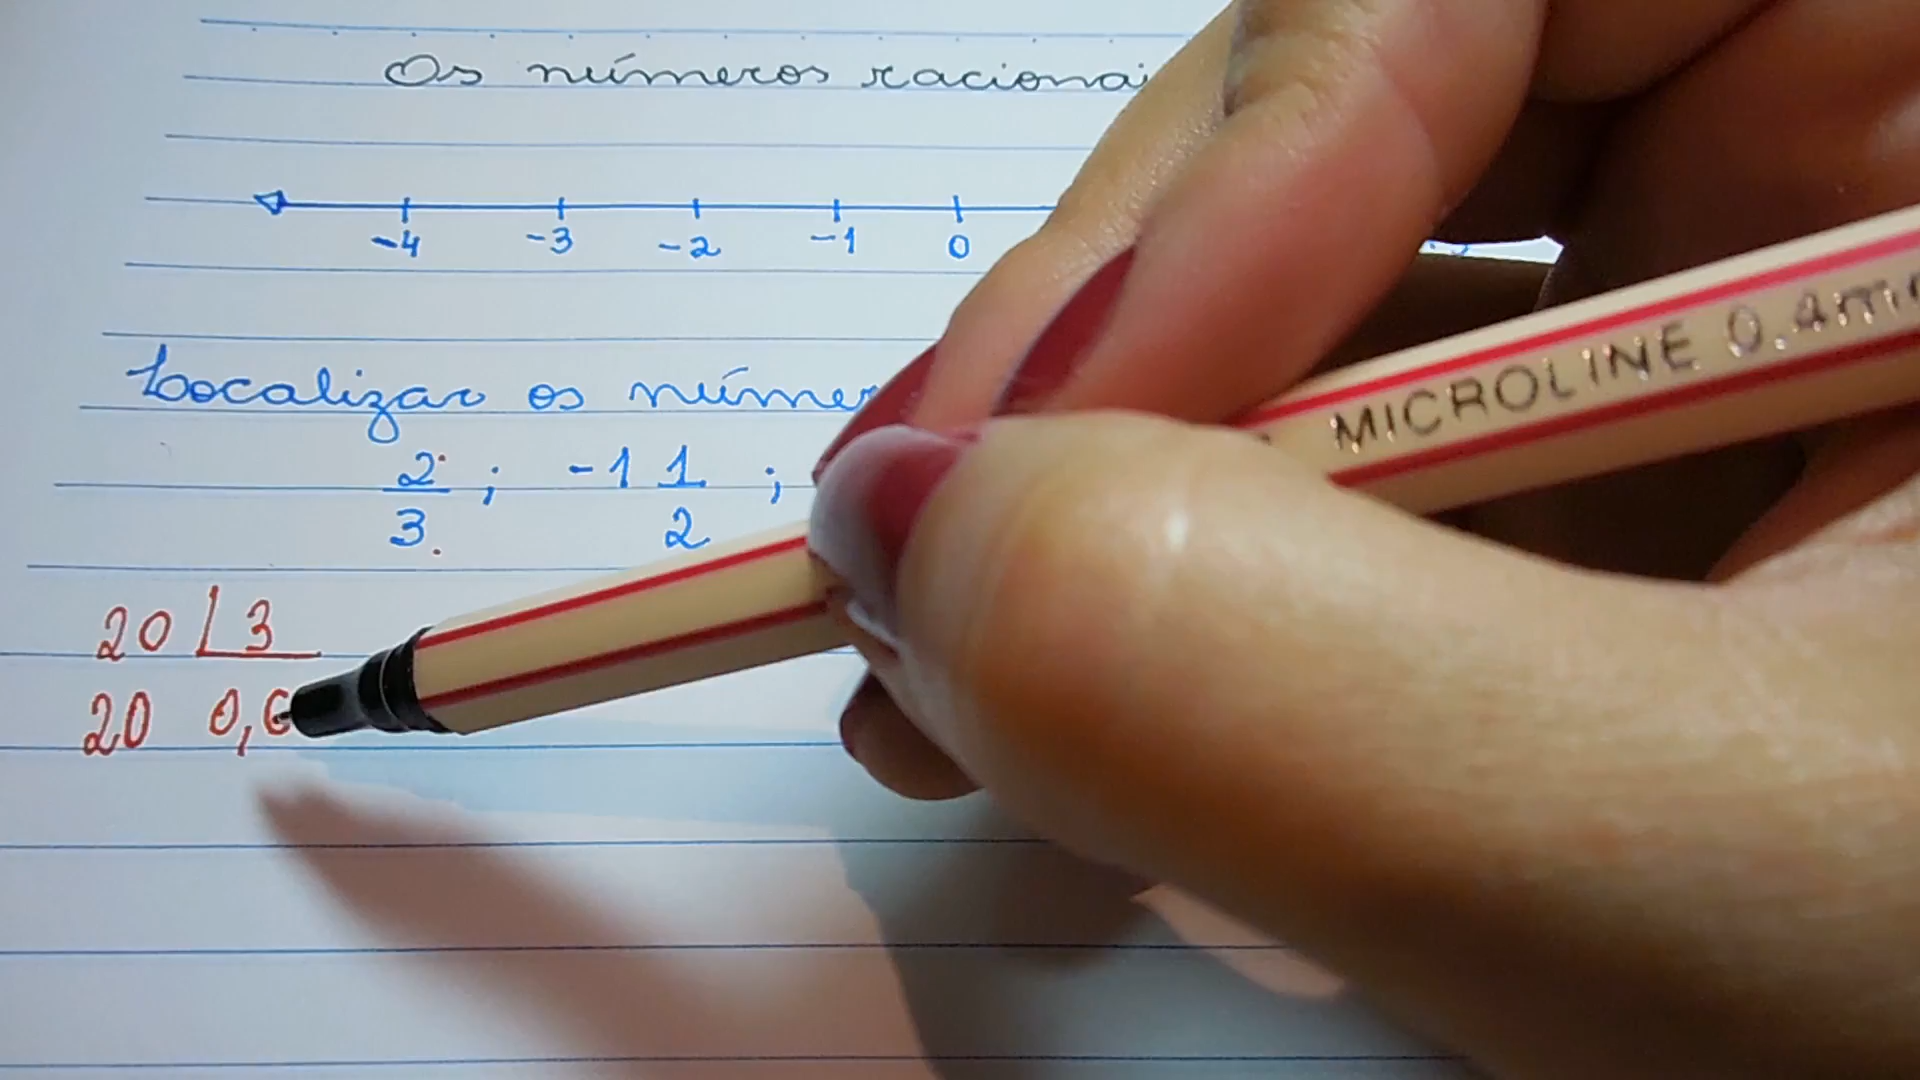 Os números racionai
-4 -3 -2 -1 0
Localizar os númer
2/3 ; -1 1/2 ;
20 | 3
20 0,6
MICROLINE 0.4m